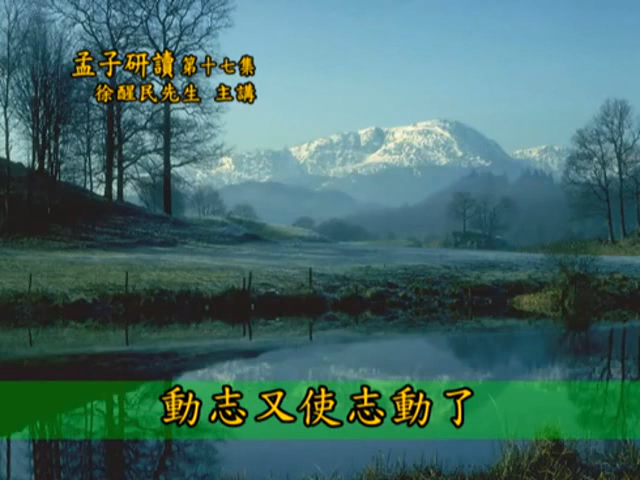 孟子研讀 第十七集
徐醒民先生 主講
動志又使志動了